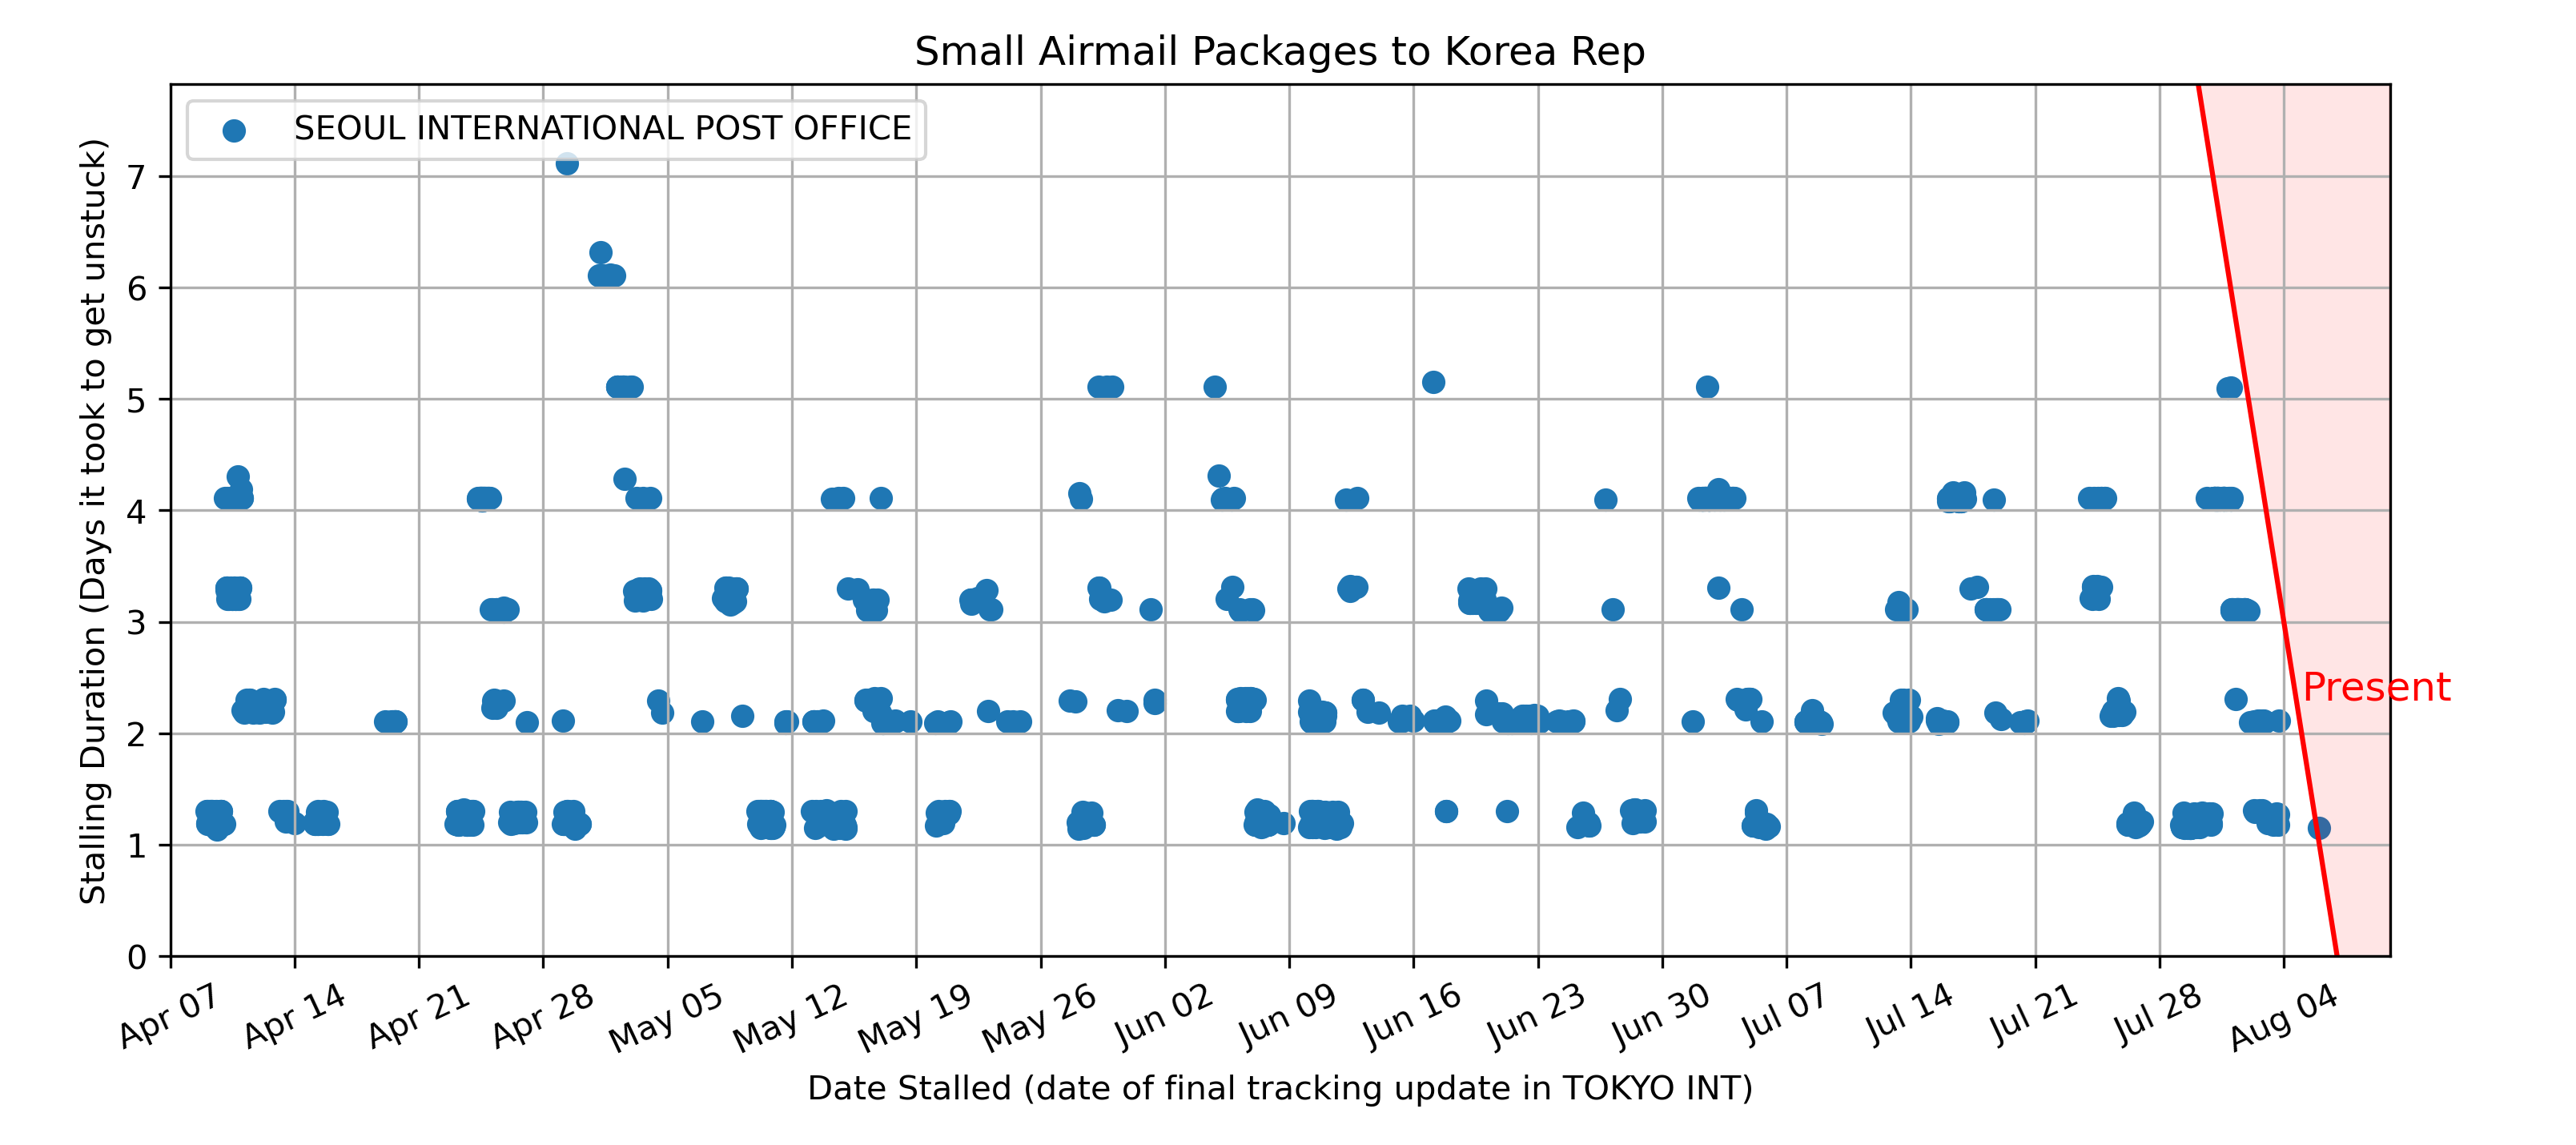 Small Airmail Packages to Korea Rep
SEOUL INTERNATIONAL POST OFFICE
Stalling Duration (Days it took to get unstuck)
7
6
5
4
3
2
1
0
Present
Apr 07
Apr 14
Apr 21
Apr 28
May 05
May 12
May 19
May 26
Jun 02
Jun 09
Jun 16
Jun 23
Jun 30
Jul 07
Jul 14
Jul 21
Jul 28
Aug 04
Date Stalled (date of final tracking update in TOKYO INT)